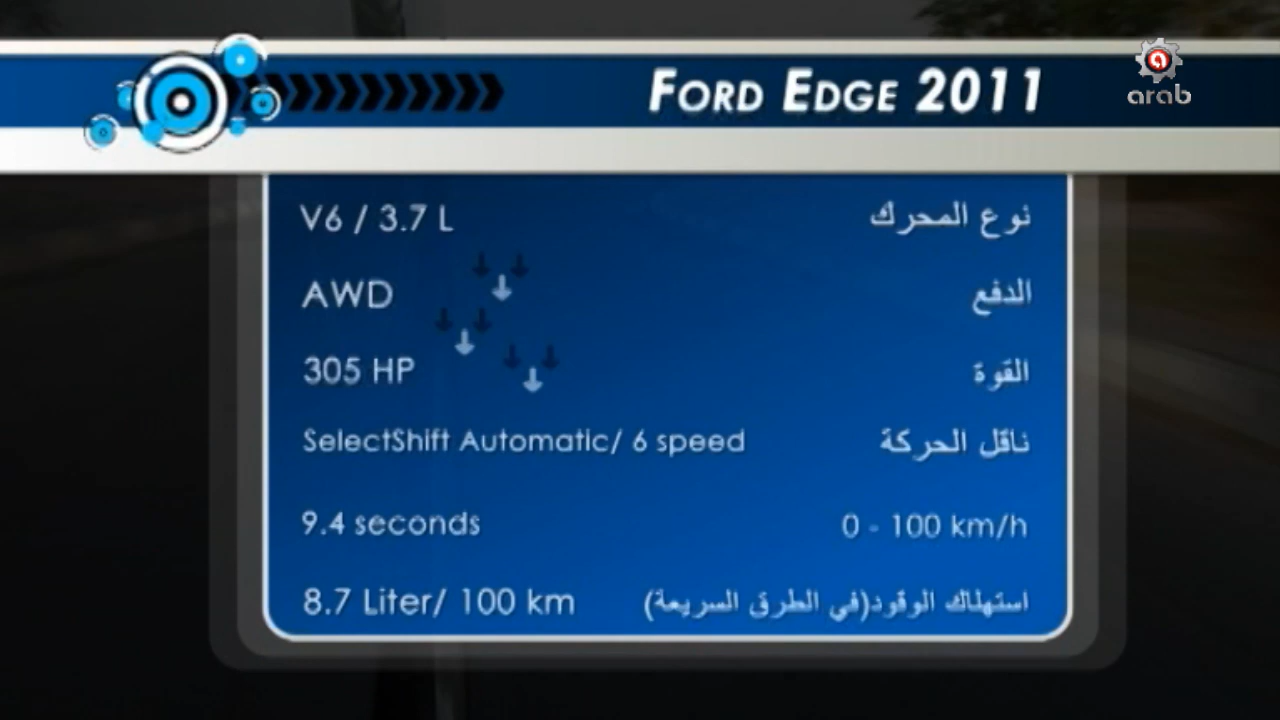 FORD EDGE 2011
arab
نوع المحرك V6 / 3.7 L
الدفع AWD
القوة 305 HP
ناقل الحركة SelectShift Automatic/ 6 speed
0 - 100 km/h 9.4 seconds
استهلاك الوقود(في الطرق السريعة) 8.7 Liter/ 100 km